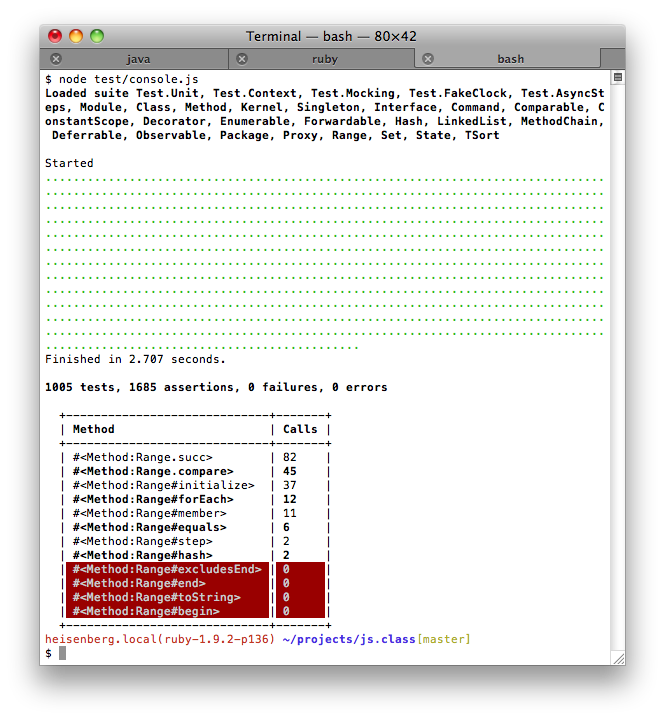 Terminal — bash — 80×42
java ruby bash
$ node test/console.js
Loaded suite Test.Unit, Test.Context, Test.Mocking, Test.FakeClock, Test.AsyncSt
eps, Module, Class, Method, Kernel, Singleton, Interface, Command, Comparable, C
onstantScope, Decorator, Enumerable, Forwardable, Hash, LinkedList, MethodChain,
 Deferrable, Observable, Package, Proxy, Range, Set, State, TSort
Started
................................................................................
................................................................................
................................................................................
................................................................................
................................................................................
................................................................................
................................................................................
................................................................................
................................................................................
................................................................................
................................................................................
................................................................................
.............................................
Finished in 2.707 seconds.
1005 tests, 1685 assertions, 0 failures, 0 errors
+-----------------------------+-------+
| Method                      | Calls |
+-----------------------------+-------+
| #<Method:Range.succ>        | 82    |
| #<Method:Range.compare>     | 45    |
| #<Method:Range#initialize>  | 37    |
| #<Method:Range#forEach>     | 12    |
| #<Method:Range#member>      | 11    |
| #<Method:Range#equals>      | 6     |
| #<Method:Range#step>        | 2     |
| #<Method:Range#hash>        | 2     |
| #<Method:Range#excludesEnd> | 0     |
| #<Method:Range#end>         | 0     |
| #<Method:Range#toString>    | 0     |
| #<Method:Range#begin>       | 0     |
+-----------------------------+-------+
heisenberg.local(ruby-1.9.2-p136) ~/projects/js.class[master]
$